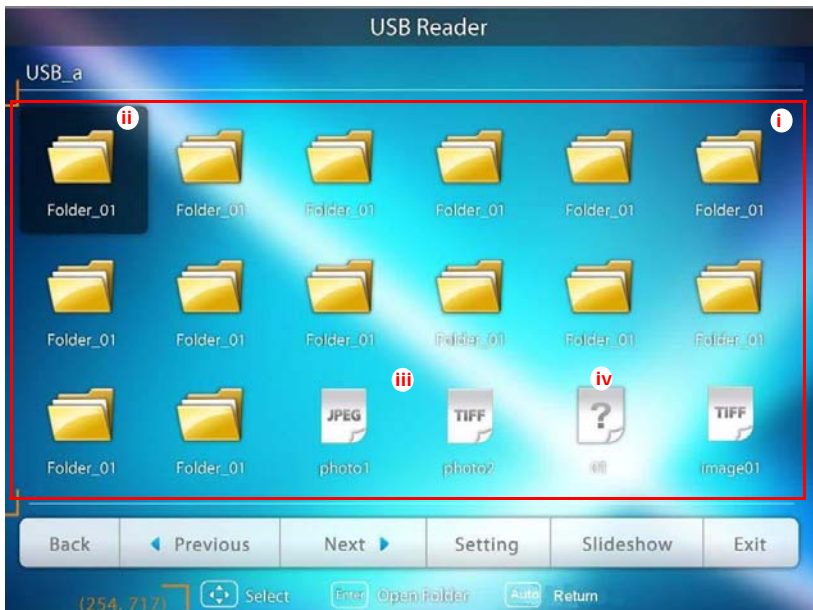 USB Reader
USB_a
ii
i
Folder_01 Folder_01 Folder_01 Folder_01 Folder_01 Folder_01
Folder_01 Folder_01 Folder_01 Folder_01 Folder_01 Folder_01
iii
iv
JPEG TIFF ? TIFF
Folder_01 Folder_01 photo1 photo2 01 image01
Back Previous Next Setting Slideshow Exit
(254, 717) Select Enter Open Folder Auto Return